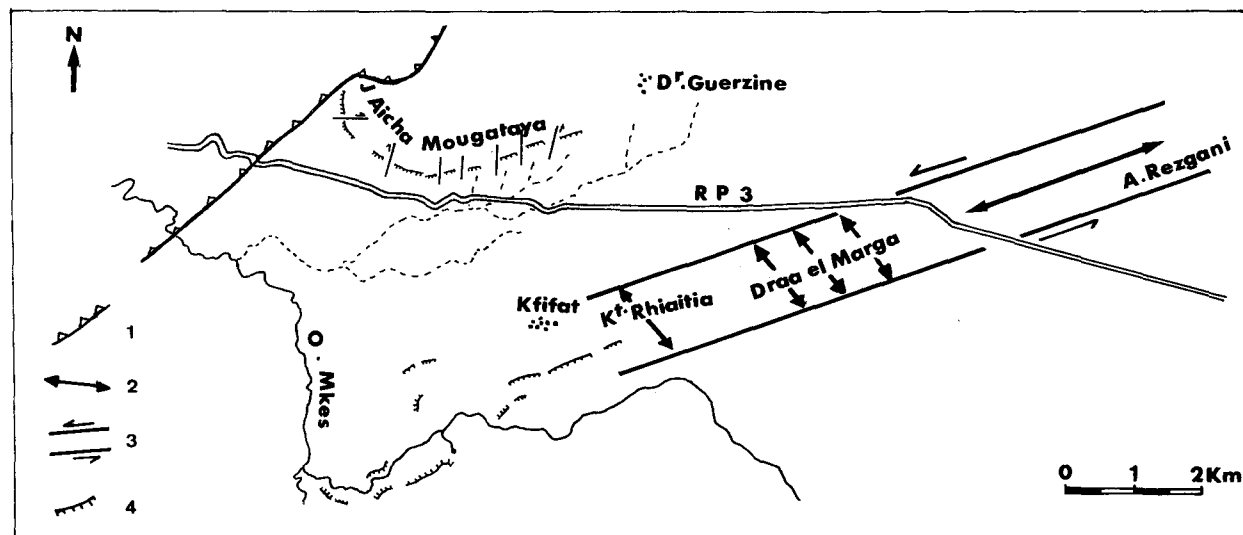 N
Dr.Guerzine
J Aicha
Mougataya
RP3
A.Rezgani
Draa el Marga
Kfifat
Kt.Rhiaitia
O. Mkes
1
2
3
4
0 1 2Km